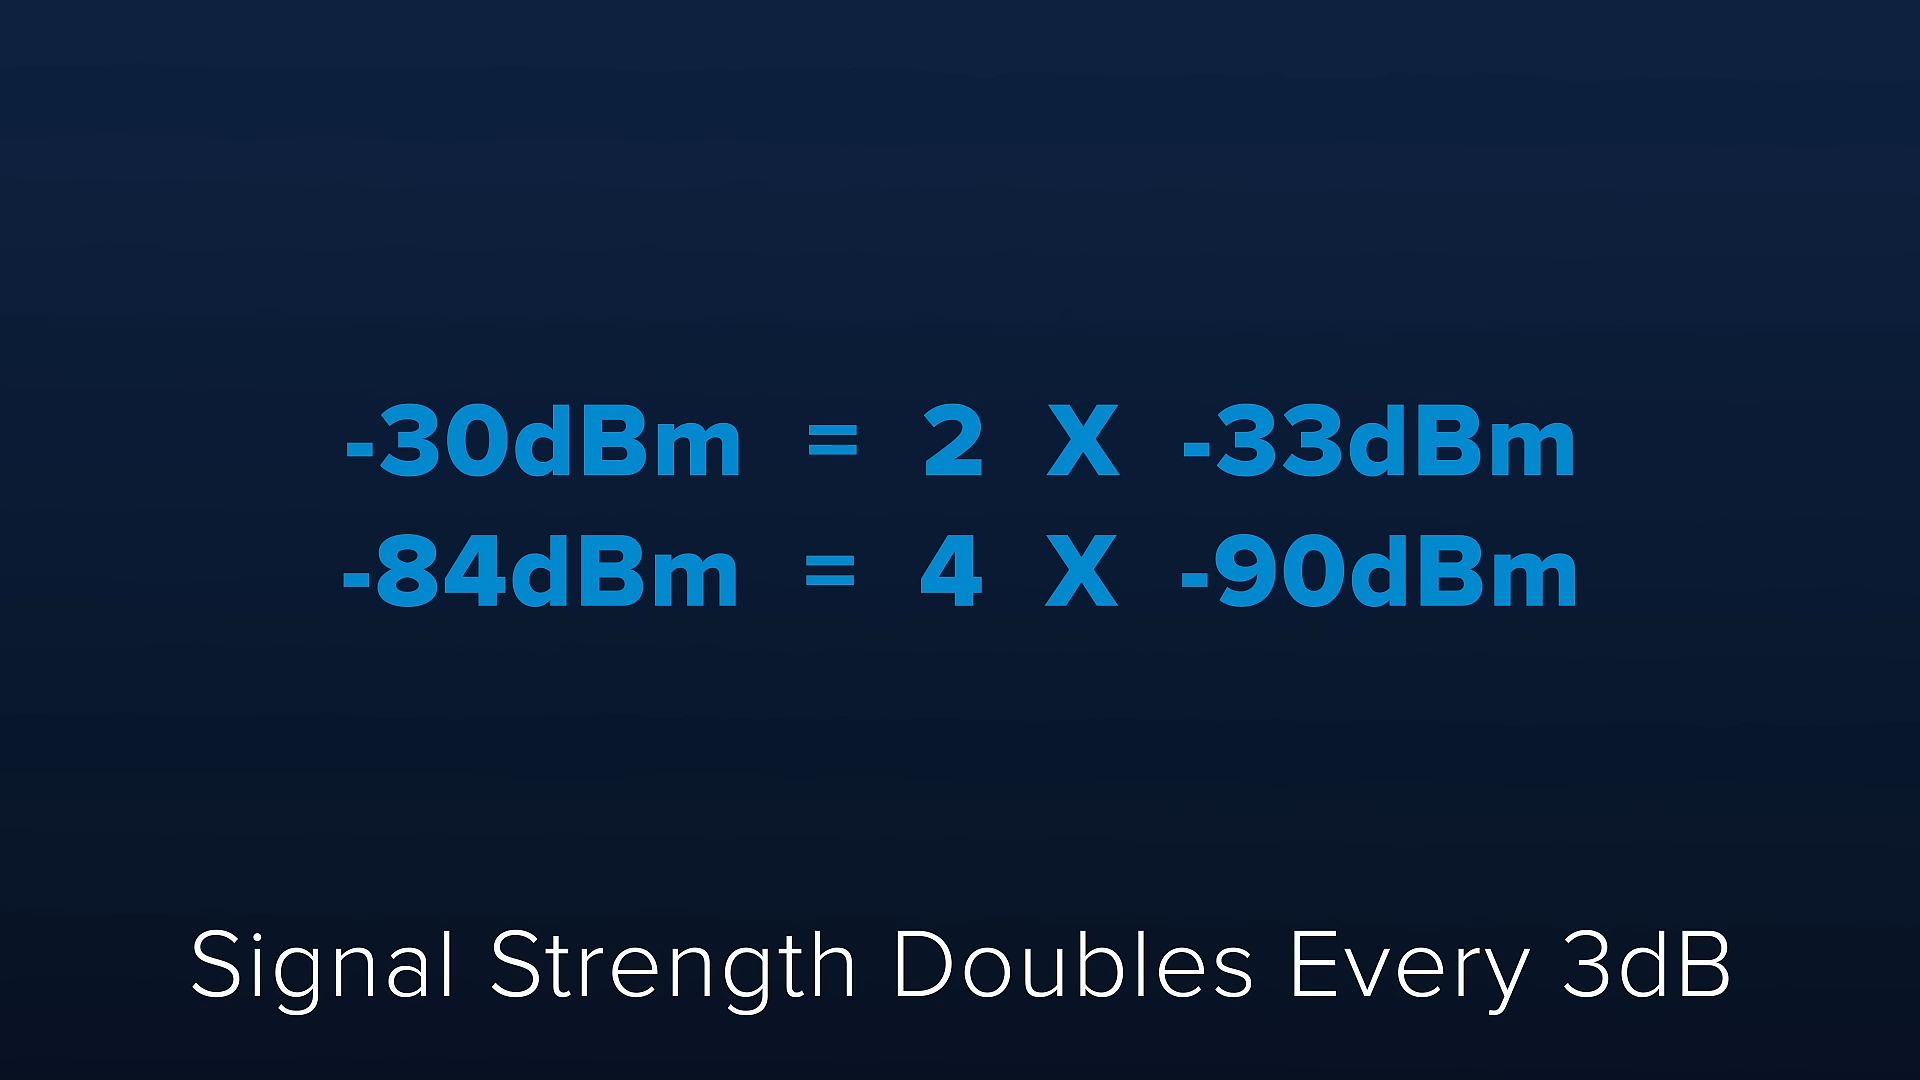 -30dBm = 2 X -33dBm
-84dBm = 4 X -90dBm
Signal Strength Doubles Every 3dB